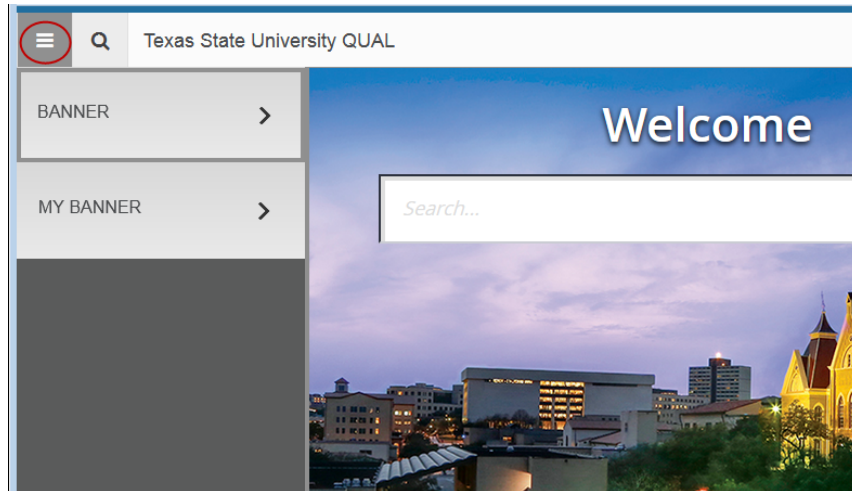 Texas State University QUAL
BANNER
MY BANNER
Welcome
Search...